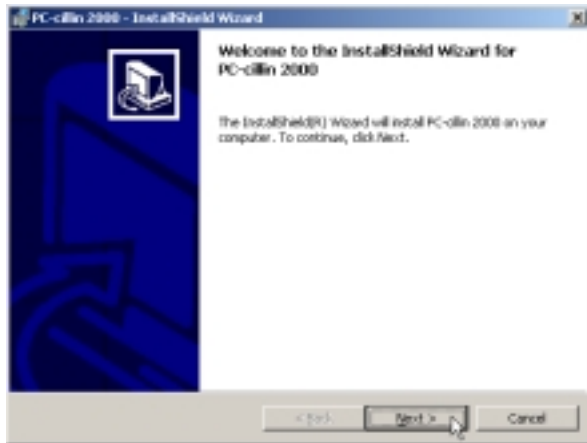 PC-cillin 2000 - InstallShield Wizard
Welcome to the InstallShield Wizard for
PC-cillin 2000
The InstallShield(R) Wizard will install PC-cillin 2000 on your
computer. To continue, click Next.
< Back
Next >
Cancel